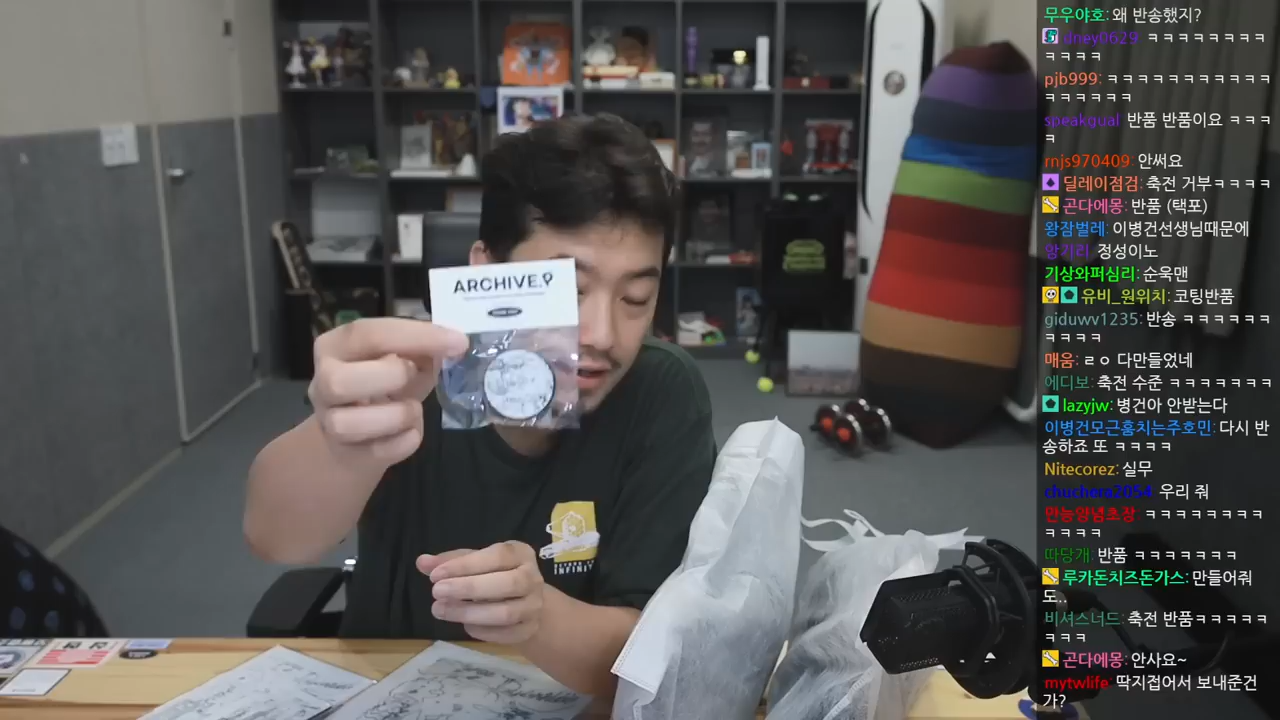 ARCHIVE.
BEYOND
INFINITY
무우야호: 왜 반송했지?
dney0629 ㅋㅋㅋㅋㅋㅋㅋㅋ
ㅋㅋㅋㅋ
pjb999: ㅋㅋㅋㅋㅋㅋㅋㅋㅋㅋㅋ
ㅋㅋㅋㅋㅋㅋ
speakgual 반품 반품이요 ㅋㅋㅋ
ㅋ
rnjs970409: 안써요
딜레이점검: 축전 거부ㅋㅋㅋㅋ
곤다에몽: 반품 (택포)
왕잠벌레: 이병건선생님때문에
앙기리 정성이노
기상와퍼심리: 순욱맨
유비_원위치: 코팅반품
giduwv1235: 반송 ㅋㅋㅋㅋㅋㅋ
ㅋㅋㅋㅋ
매움: ㄹㅇ 다만들었네
에디보: 축전 수준 ㅋㅋㅋㅋㅋㅋㅋ
lazyjw: 병건아 안받는다
이병건모근훔치는주호민: 다시 반
송하죠 또 ㅋㅋㅋㅋ
Nitecorez: 실무
chuchero2054 우리 줘
만능양념초장 ㅋㅋㅋㅋㅋㅋㅋㅋ
ㅋㅋㅋㅋㅋ
따당개: 반품 ㅋㅋㅋㅋㅋㅋㅋ
루카돈치즈돈가스: 만들어줘
도..
비셔스너드: 축전 반품ㅋㅋㅋㅋㅋ
ㅋㅋㅋ
곤다에몽: 안사요~
mytwlife: 딱지접어서 보내준건
가?